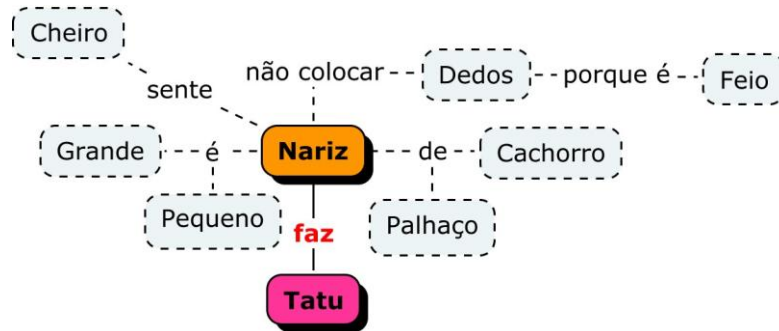 Cheiro
sente
não colocar
Dedos
porque é
Feio
Grande
é
Nariz
de
Cachorro
Pequeno
Palhaço
faz
Tatu